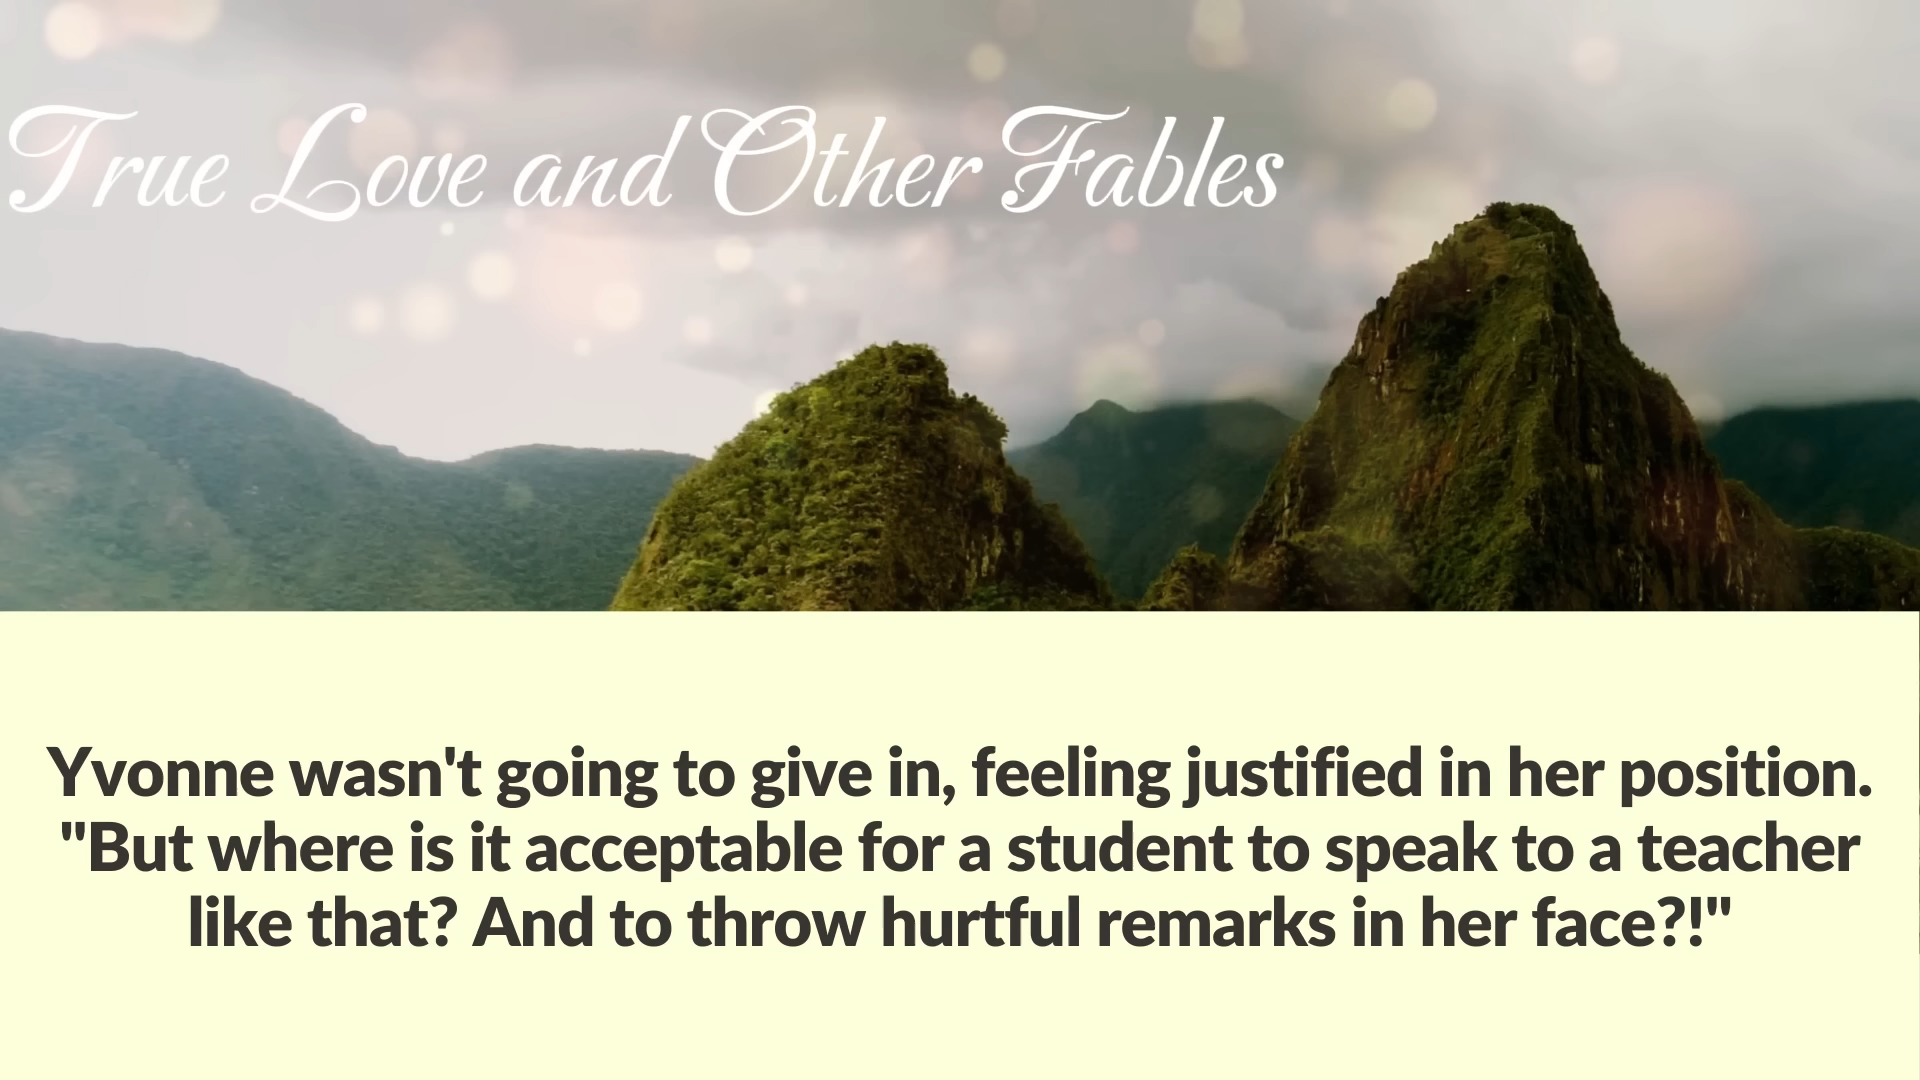 True Love and Other Fables
Yvonne wasn't going to give in, feeling justified in her position.
"But where is it acceptable for a student to speak to a teacher
like that? And to throw hurtful remarks in her face?!"